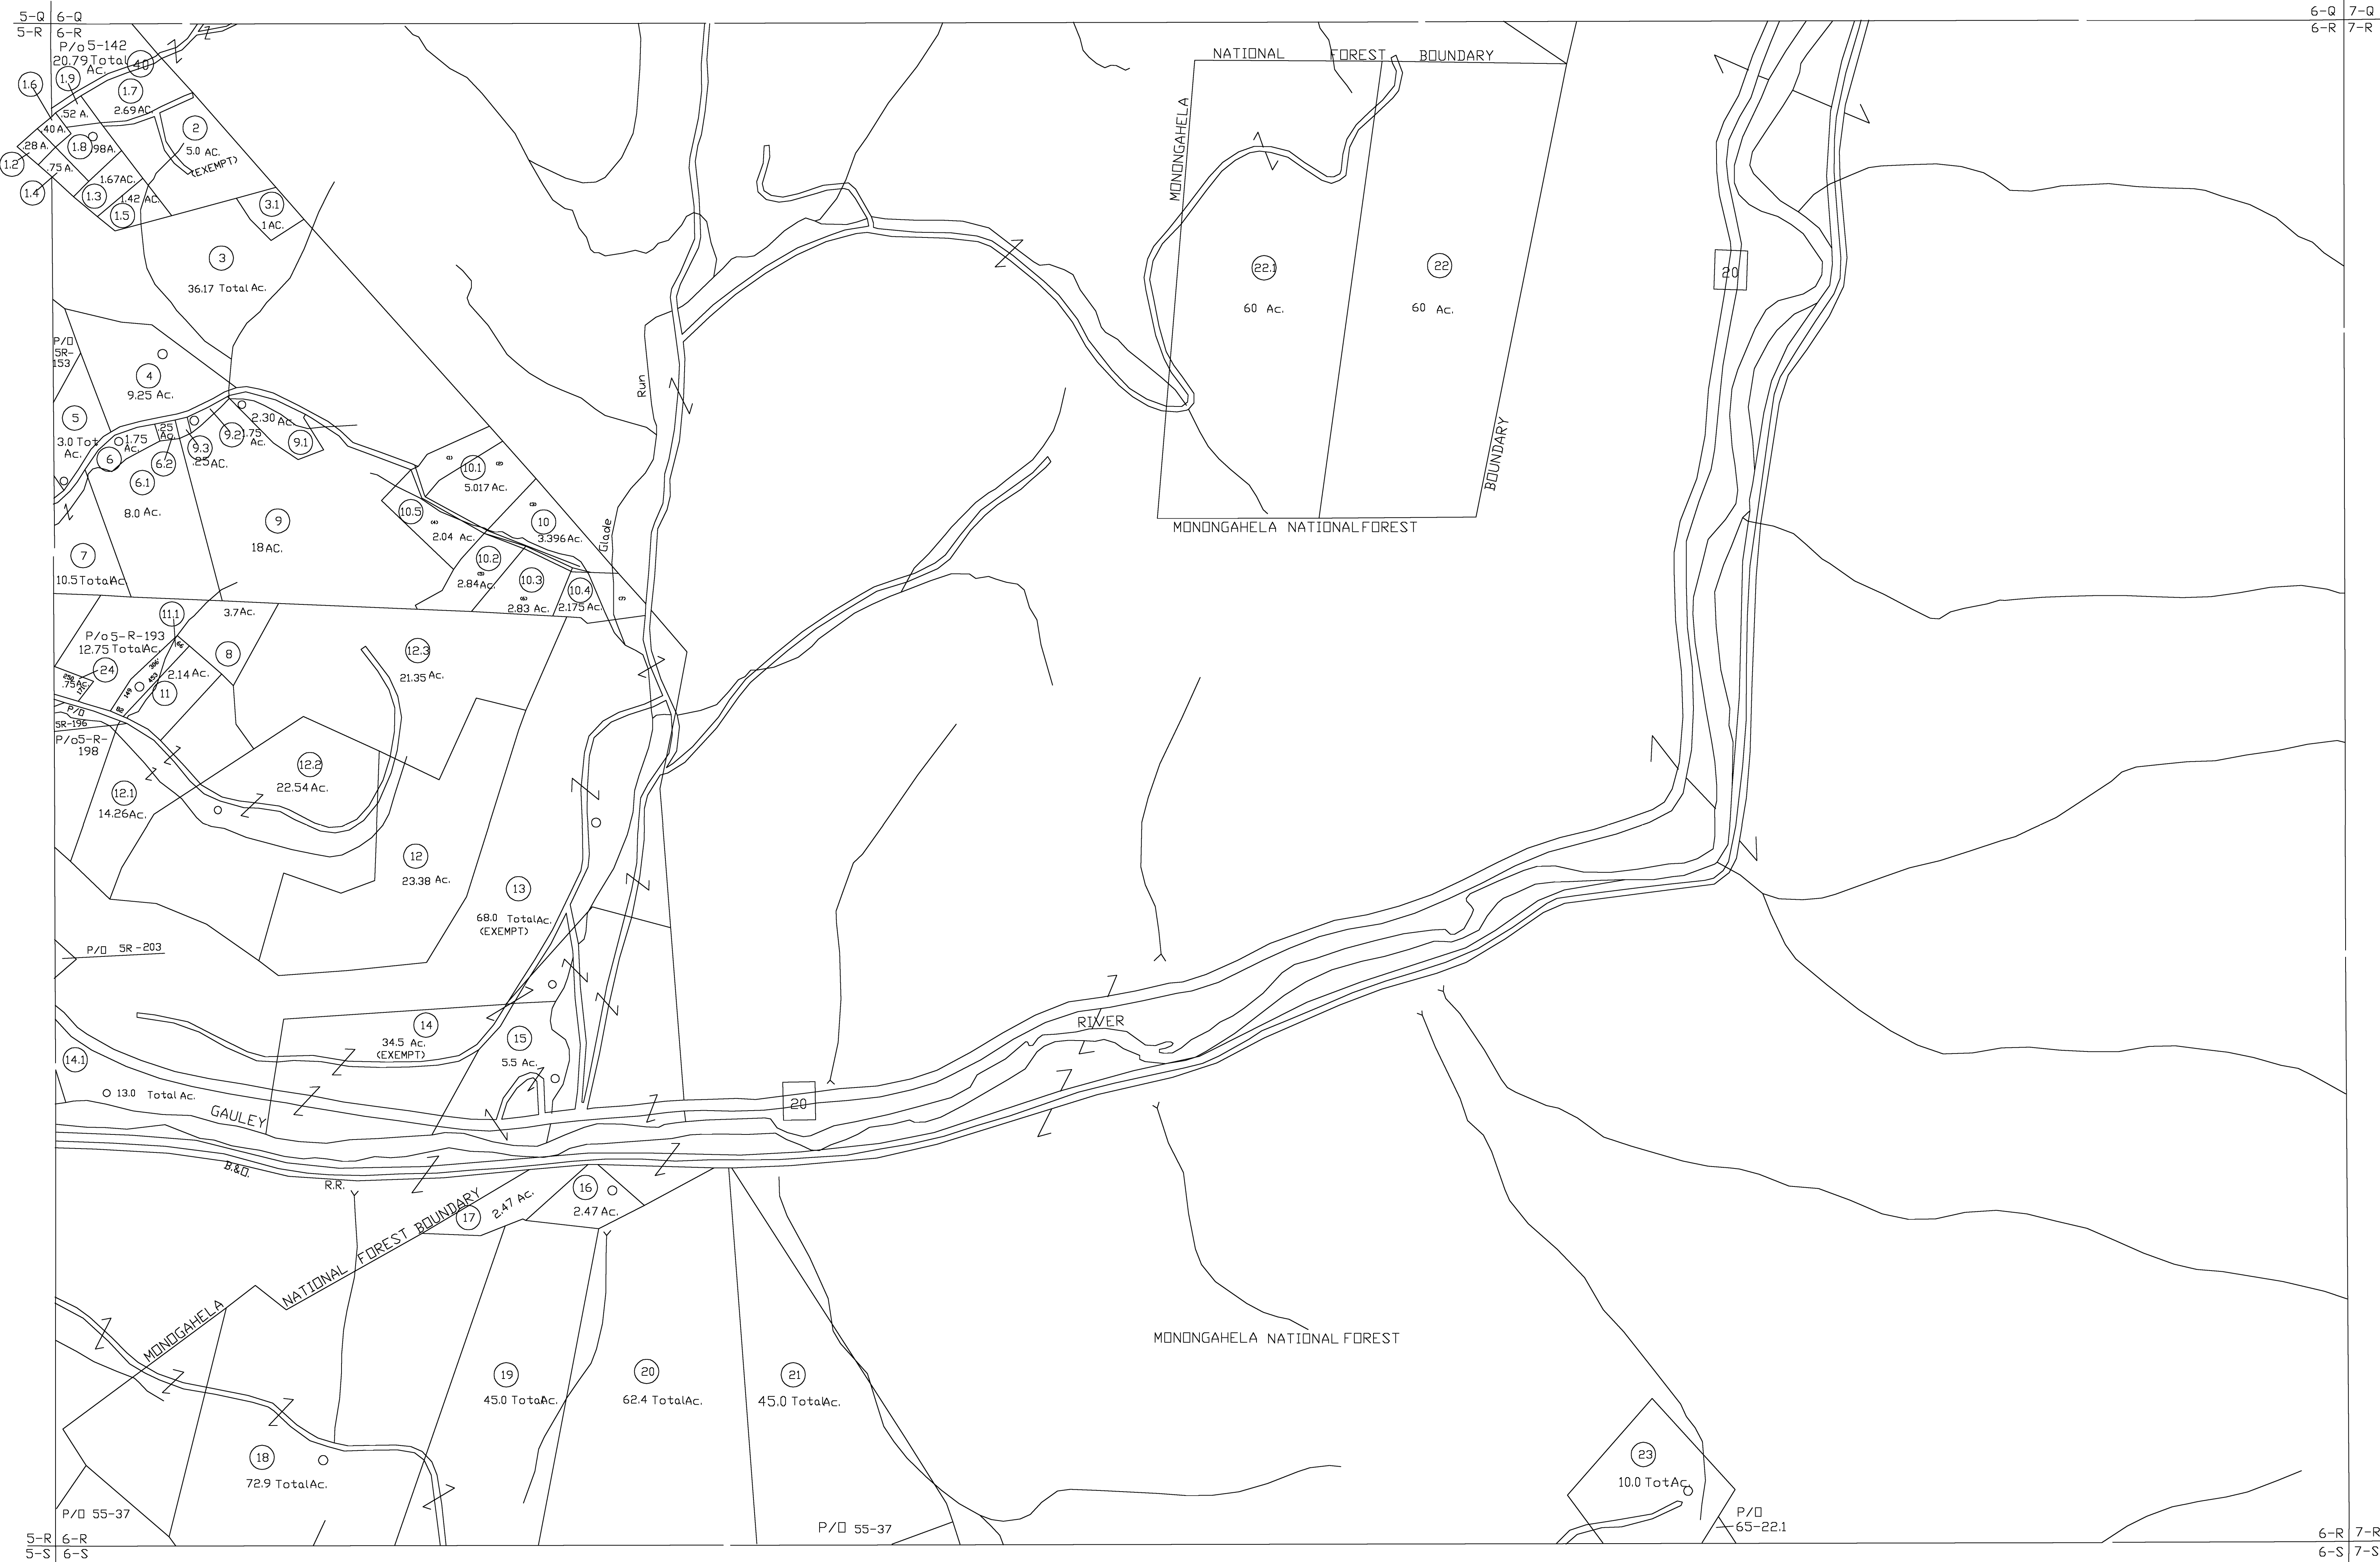 5-Q 6-Q
6-Q 7-Q
5-R 6-R
6-R 7-R
P/o 5-142
20.79 Total
Ac.
40
1.6
1.9
1.7
2.69 AC.
.52 A.
.40 A.
2
5.0 AC.
(EXEMPT)
1.8
.98A.
.28 A.
1.2
.75 A.
1.4
1.67AC.
1.3
1.42 AC.
1.5
3.1
1 AC.
3
36.17 Total Ac.
NATIONAL FOREST BOUNDARY
MONONGAHELA
22.1
60 Ac.
22
60 Ac.
BOUNDARY
MONONGAHELA NATIONAL FOREST
20
P/O
5R-
153
4
9.25 Ac.
5
3.0 Tot
Ac.
1.75
Ac.
.25
Ac.
6
6.2
6.1
8.0 Ac.
9.3
.25AC.
9.2
.75
Ac.
2.30 Ac.
9.1
Run
Glade
10.1
5.017 Ac.
10.5
2.04 Ac.
10
3.396 Ac.
10.2
2.84Ac.
10.3
2.83 Ac.
10.4
2.175 Ac.
9
18 AC.
7
10.5 Total Ac
11.1
3.7 Ac.
P/o 5-R-193
12.75 Total Ac.
8
24
.75 Ac.
2.14 Ac.
11
149
453
92
P/O
5R-196
P/o 5-R-
198
12.3
21.35 Ac.
12.2
22.54 Ac.
12.1
14.26 Ac.
12
23.38 Ac.
13
68.0 Total Ac.
(EXEMPT)
P/O 5R-203
14
34.5 Ac.
(EXEMPT)
15
5.5 Ac.
14.1
13.0 Total Ac.
GAULEY
RIVER
20
B.&O.
R.R.
16
2.47 Ac.
17
2.47 Ac.
MONOGAHELA NATIONAL FOREST BOUNDARY
MONONGAHELA NATIONAL FOREST
19
45.0 Total Ac.
20
62.4 Total Ac.
21
45.0 Total Ac.
18
72.9 Total Ac.
23
10.0 Tot Ac.
P/O 55-37
P/O 55-37
P/O
65-22.1
5-R 6-R
6-R 7-R
5-S 6-S
6-S 7-S